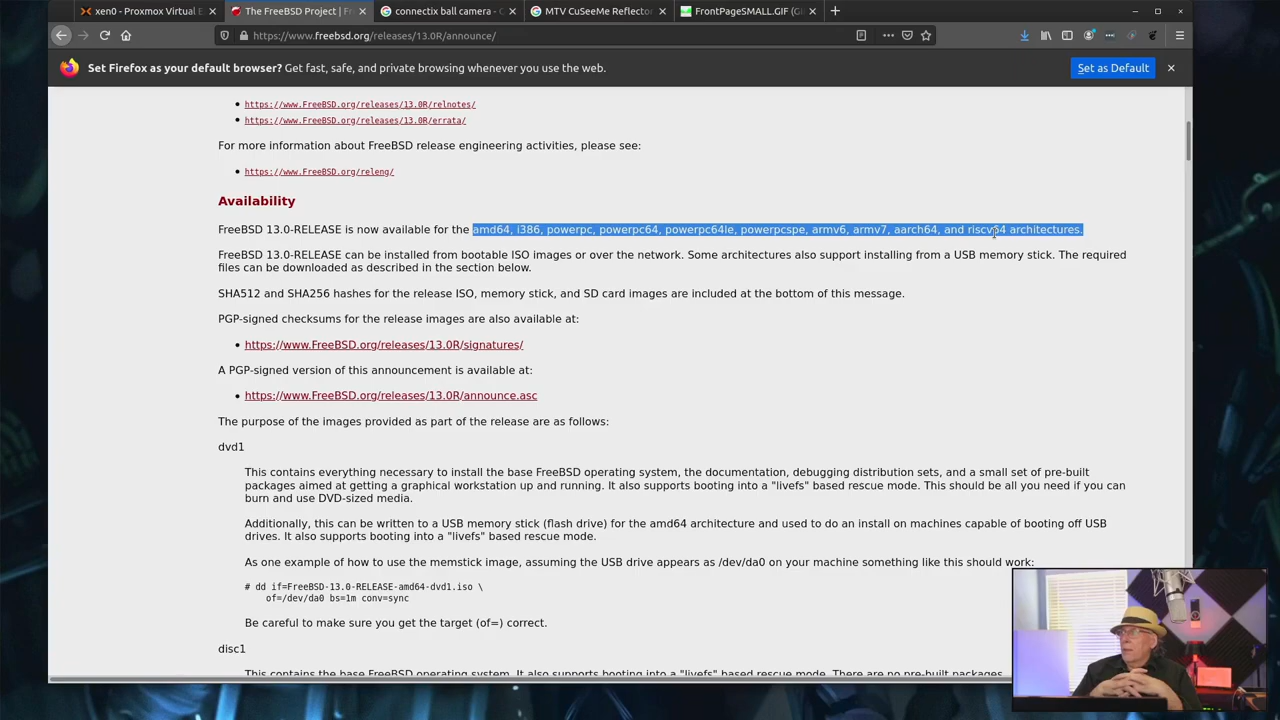 xen0 - Proxmox Virtual E
The FreeBSD Project | Fr
connectix ball camera - G
MTV CuSeeMe Reflector
FrontPageSMALL.GIF (GI
https://www.freebsd.org/releases/13.0R/announce/
Set Firefox as your default browser? Get fast, safe, and private browsing whenever you use the web.
Set as Default
https://www.FreeBSD.org/releases/13.0R/relnotes/
https://www.FreeBSD.org/releases/13.0R/errata/
For more information about FreeBSD release engineering activities, please see:
https://www.FreeBSD.org/releng/
Availability
FreeBSD 13.0-RELEASE is now available for the amd64, i386, powerpc, powerpc64, powerpc64le, powerpcspe, armv6, armv7, aarch64, and riscv64 architectures.
FreeBSD 13.0-RELEASE can be installed from bootable ISO images or over the network. Some architectures also support installing from a USB memory stick. The required
files can be downloaded as described in the section below.
SHA512 and SHA256 hashes for the release ISO, memory stick, and SD card images are included at the bottom of this message.
PGP-signed checksums for the release images are also available at:
https://www.FreeBSD.org/releases/13.0R/signatures/
A PGP-signed version of this announcement is available at:
https://www.FreeBSD.org/releases/13.0R/announce.asc
The purpose of the images provided as part of the release are as follows:
dvd1
This contains everything necessary to install the base FreeBSD operating system, the documentation, debugging distribution sets, and a small set of pre-built
packages aimed at getting a graphical workstation up and running. It also supports booting into a "livefs" based rescue mode. This should be all you need if you can
burn and use DVD-sized media.
Additionally, this can be written to a USB memory stick (flash drive) for the amd64 architecture and used to do an install on machines capable of booting off USB
drives. It also supports booting into a "livefs" based rescue mode.
As one example of how to use the memstick image, assuming the USB drive appears as /dev/da0 on your machine something like this should work:
# dd if=FreeBSD-13.0-RELEASE-amd64-dvd1.iso \
of=/dev/da0 bs=1m conv=sync
Be careful to make sure you get the target (of=) correct.
disc1
This contains the base FreeBSD operating system. It also supports booting into a "livefs" based rescue mode. There are no pre-built packages.